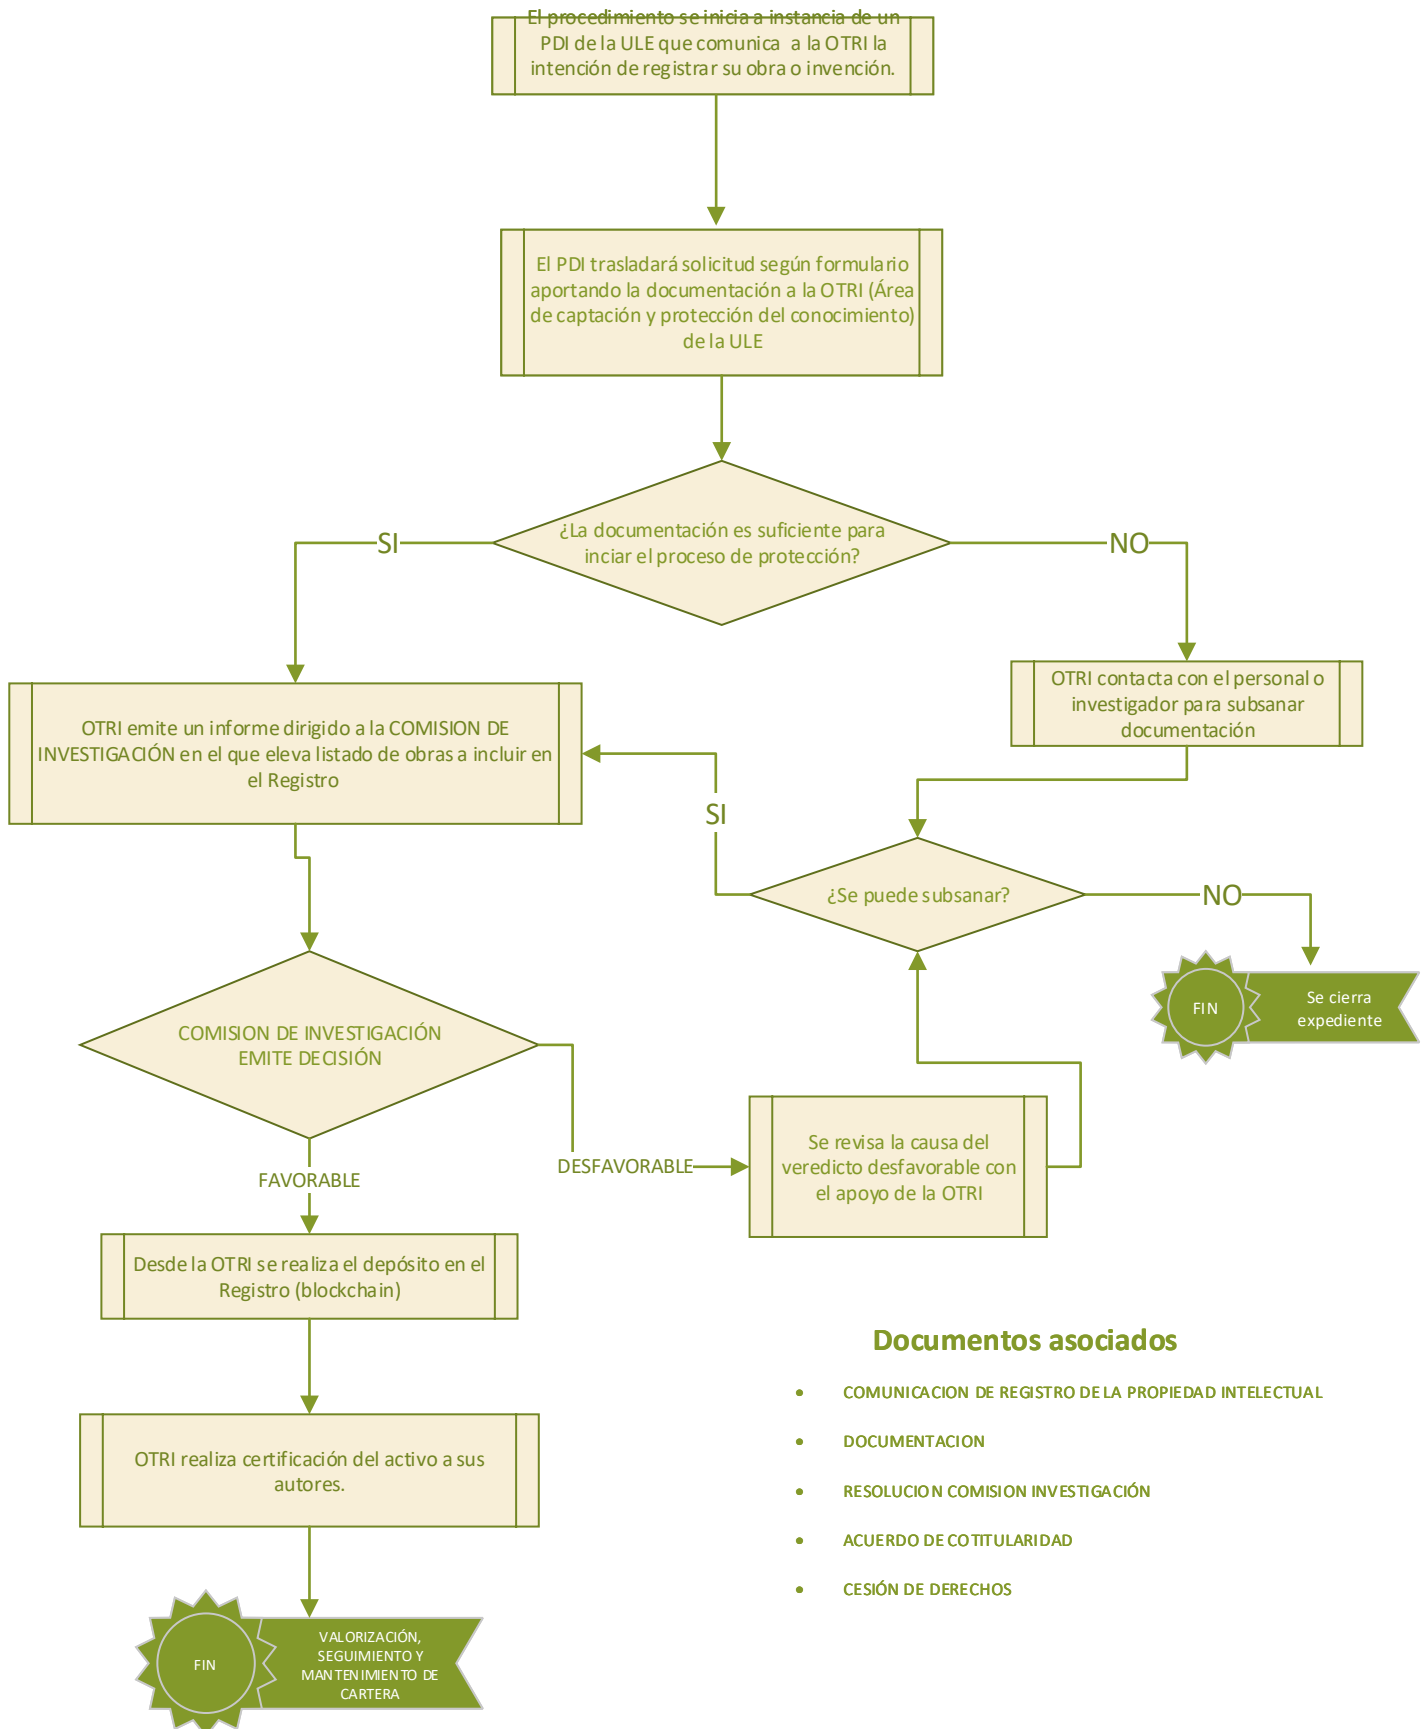 El procedimiento se inicia a instancia de un
PDI de la ULE que comunica a la OTRI la
intención de registrar su obra o invención.
El PDI trasladará solicitud según formulario
aportando la documentación a la OTRI (Área
de captación y protección del conocimiento)
de la ULE
¿La documentación es suficiente para
inciar el proceso de protección?
SI
NO
OTRI contacta con el personal o
investigador para subsanar
documentación
OTRI emite un informe dirigido a la COMISION DE
INVESTIGACIÓN en el que eleva listado de obras a incluir en
el Registro
SI
¿Se puede subsanar?
NO
FIN
Se cierra
expediente
COMISION DE INVESTIGACIÓN
EMITE DECISIÓN
DESFAVORABLE
Se revisa la causa del
veredicto desfavorable con
el apoyo de la OTRI
FAVORABLE
Desde la OTRI se realiza el depósito en el
Registro (blockchain)
OTRI realiza certificación del activo a sus
autores.
FIN
VALORIZACIÓN,
SEGUIMIENTO Y
MANTENIMIENTO DE
CARTERA
Documentos asociados
• COMUNICACION DE REGISTRO DE LA PROPIEDAD INTELECTUAL
• DOCUMENTACION
• RESOLUCION COMISION INVESTIGACIÓN
• ACUERDO DE COTITULARIDAD
• CESIÓN DE DERECHOS